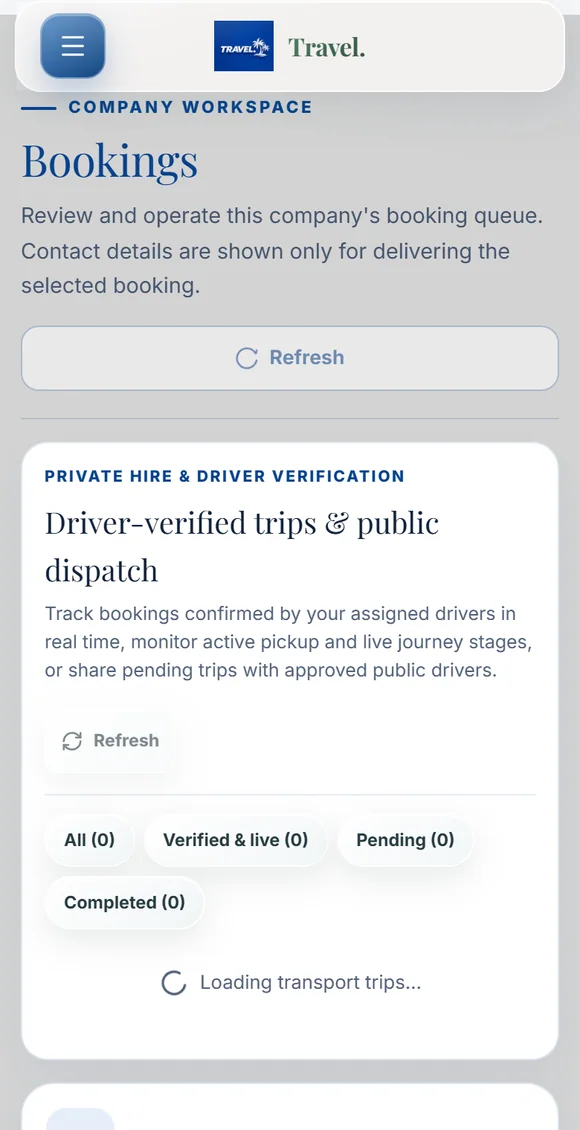 TRAVEL.
Travel.
COMPANY WORKSPACE
Bookings
Review and operate this company's booking queue.
Contact details are shown only for delivering the
selected booking.
Refresh
PRIVATE HIRE & DRIVER VERIFICATION
Driver-verified trips & public
dispatch
Track bookings confirmed by your assigned drivers in
real time, monitor active pickup and live journey stages,
or share pending trips with approved public drivers.
Refresh
All (0)
Verified & live (0)
Pending (0)
Completed (0)
Loading transport trips...